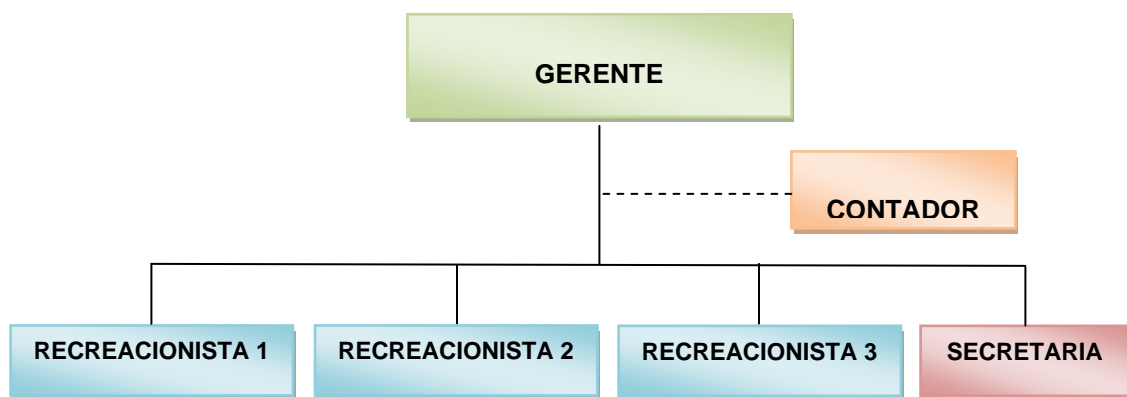 GERENTE
CONTADOR
RECREACIONISTA 1
RECREACIONISTA 2
RECREACIONISTA 3
SECRETARIA